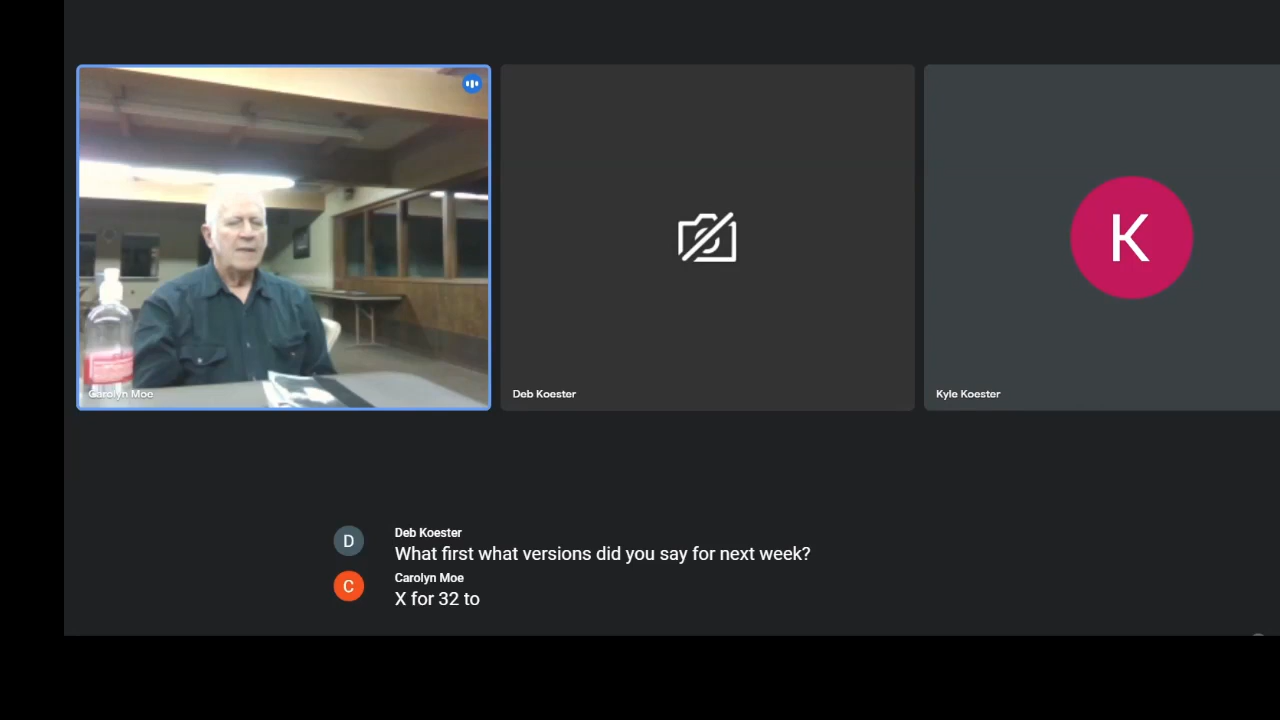 Carolyn Moe
Deb Koester
K
Kyle Koester
D
Deb Koester
What first what versions did you say for next week?
C
Carolyn Moe
X for 32 to